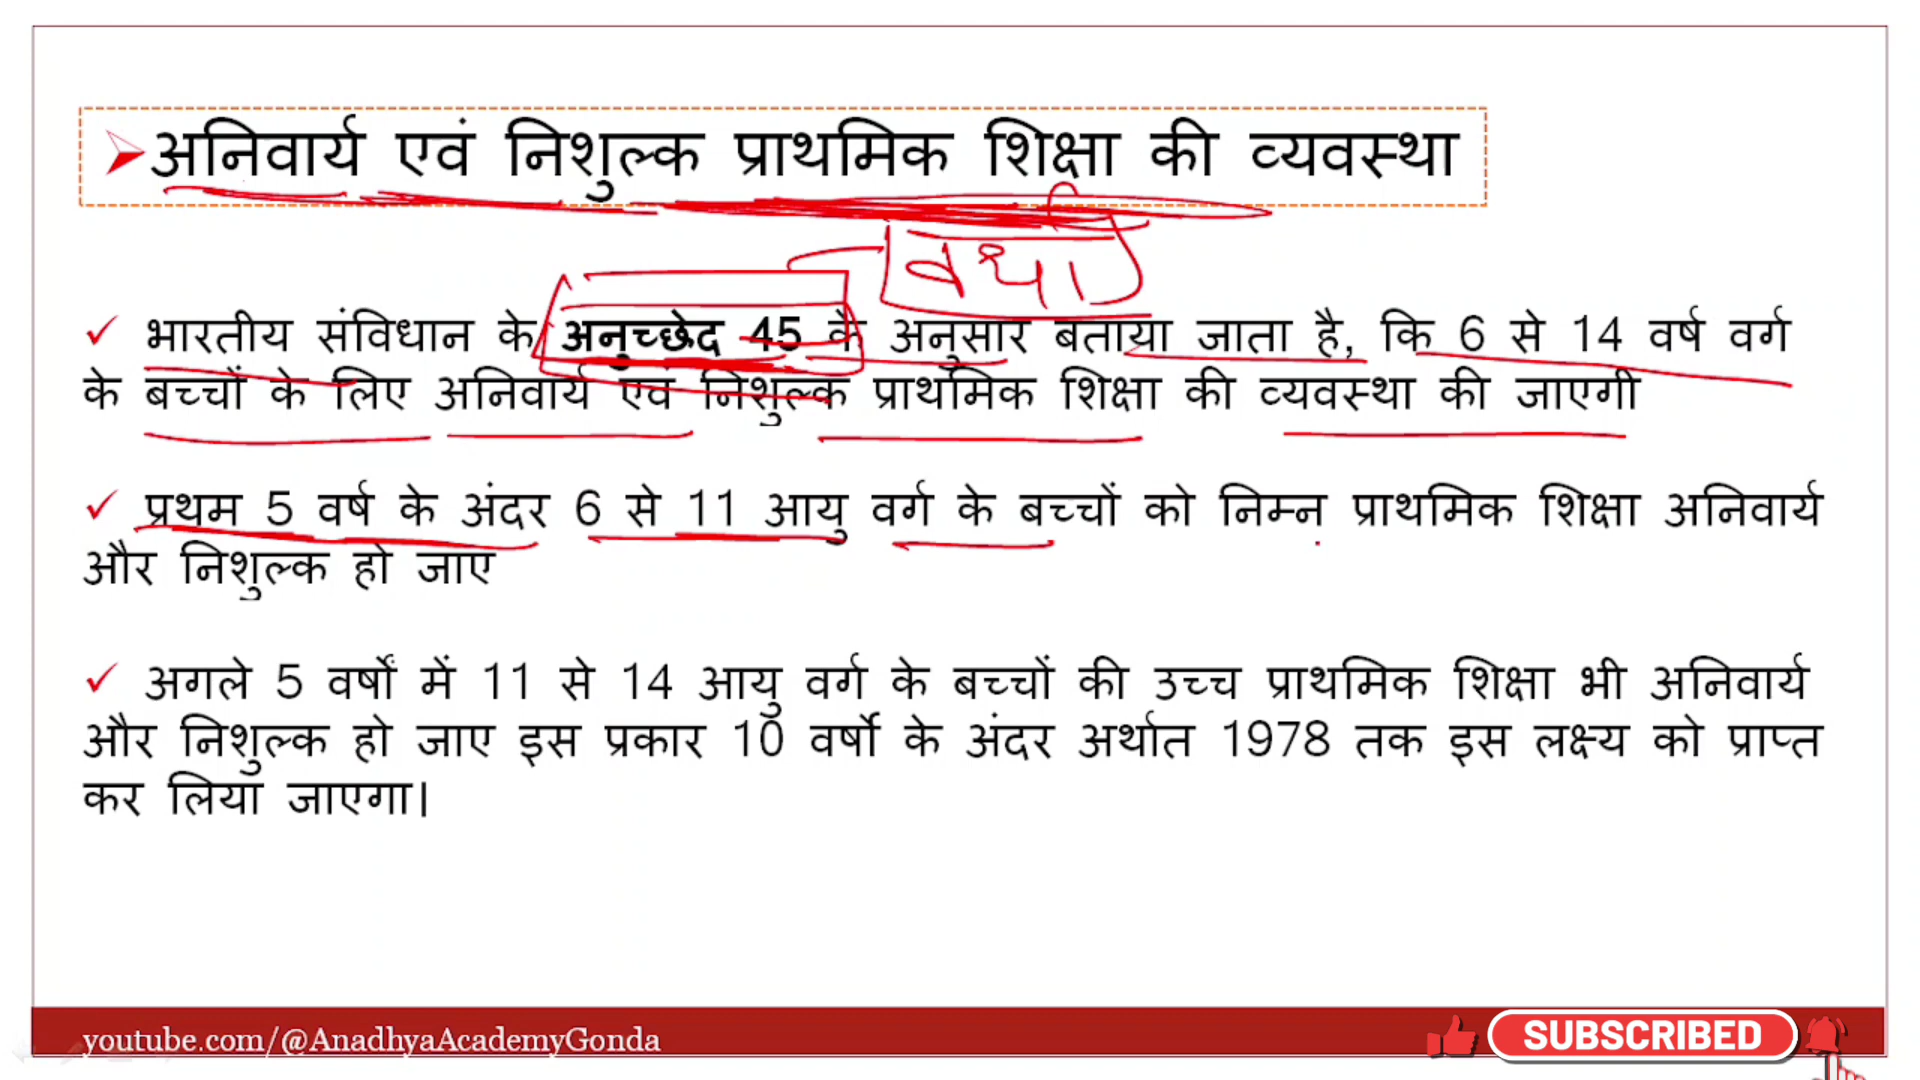 अनिवार्य एवं निशुल्क प्राथमिक शिक्षा की व्यवस्था
भारतीय संविधान के अनुच्छेद 45 के अनुसार बताया जाता है, कि 6 से 14 वर्ष वर्ग
के बच्चों के लिए अनिवार्य एवं निशुल्क प्राथमिक शिक्षा की व्यवस्था की जाएगी
प्रथम 5 वर्ष के अंदर 6 से 11 आयु वर्ग के बच्चों को निम्न प्राथमिक शिक्षा अनिवार्य
और निशुल्क हो जाए
अगले 5 वर्षों में 11 से 14 आयु वर्ग के बच्चों की उच्च प्राथमिक शिक्षा भी अनिवार्य
और निशुल्क हो जाए इस प्रकार 10 वर्षो के अंदर अर्थात 1978 तक इस लक्ष्य को प्राप्त
कर लिया जाएगा।
youtube.com/@AnadhyaAcademyGonda
SUBSCRIBED